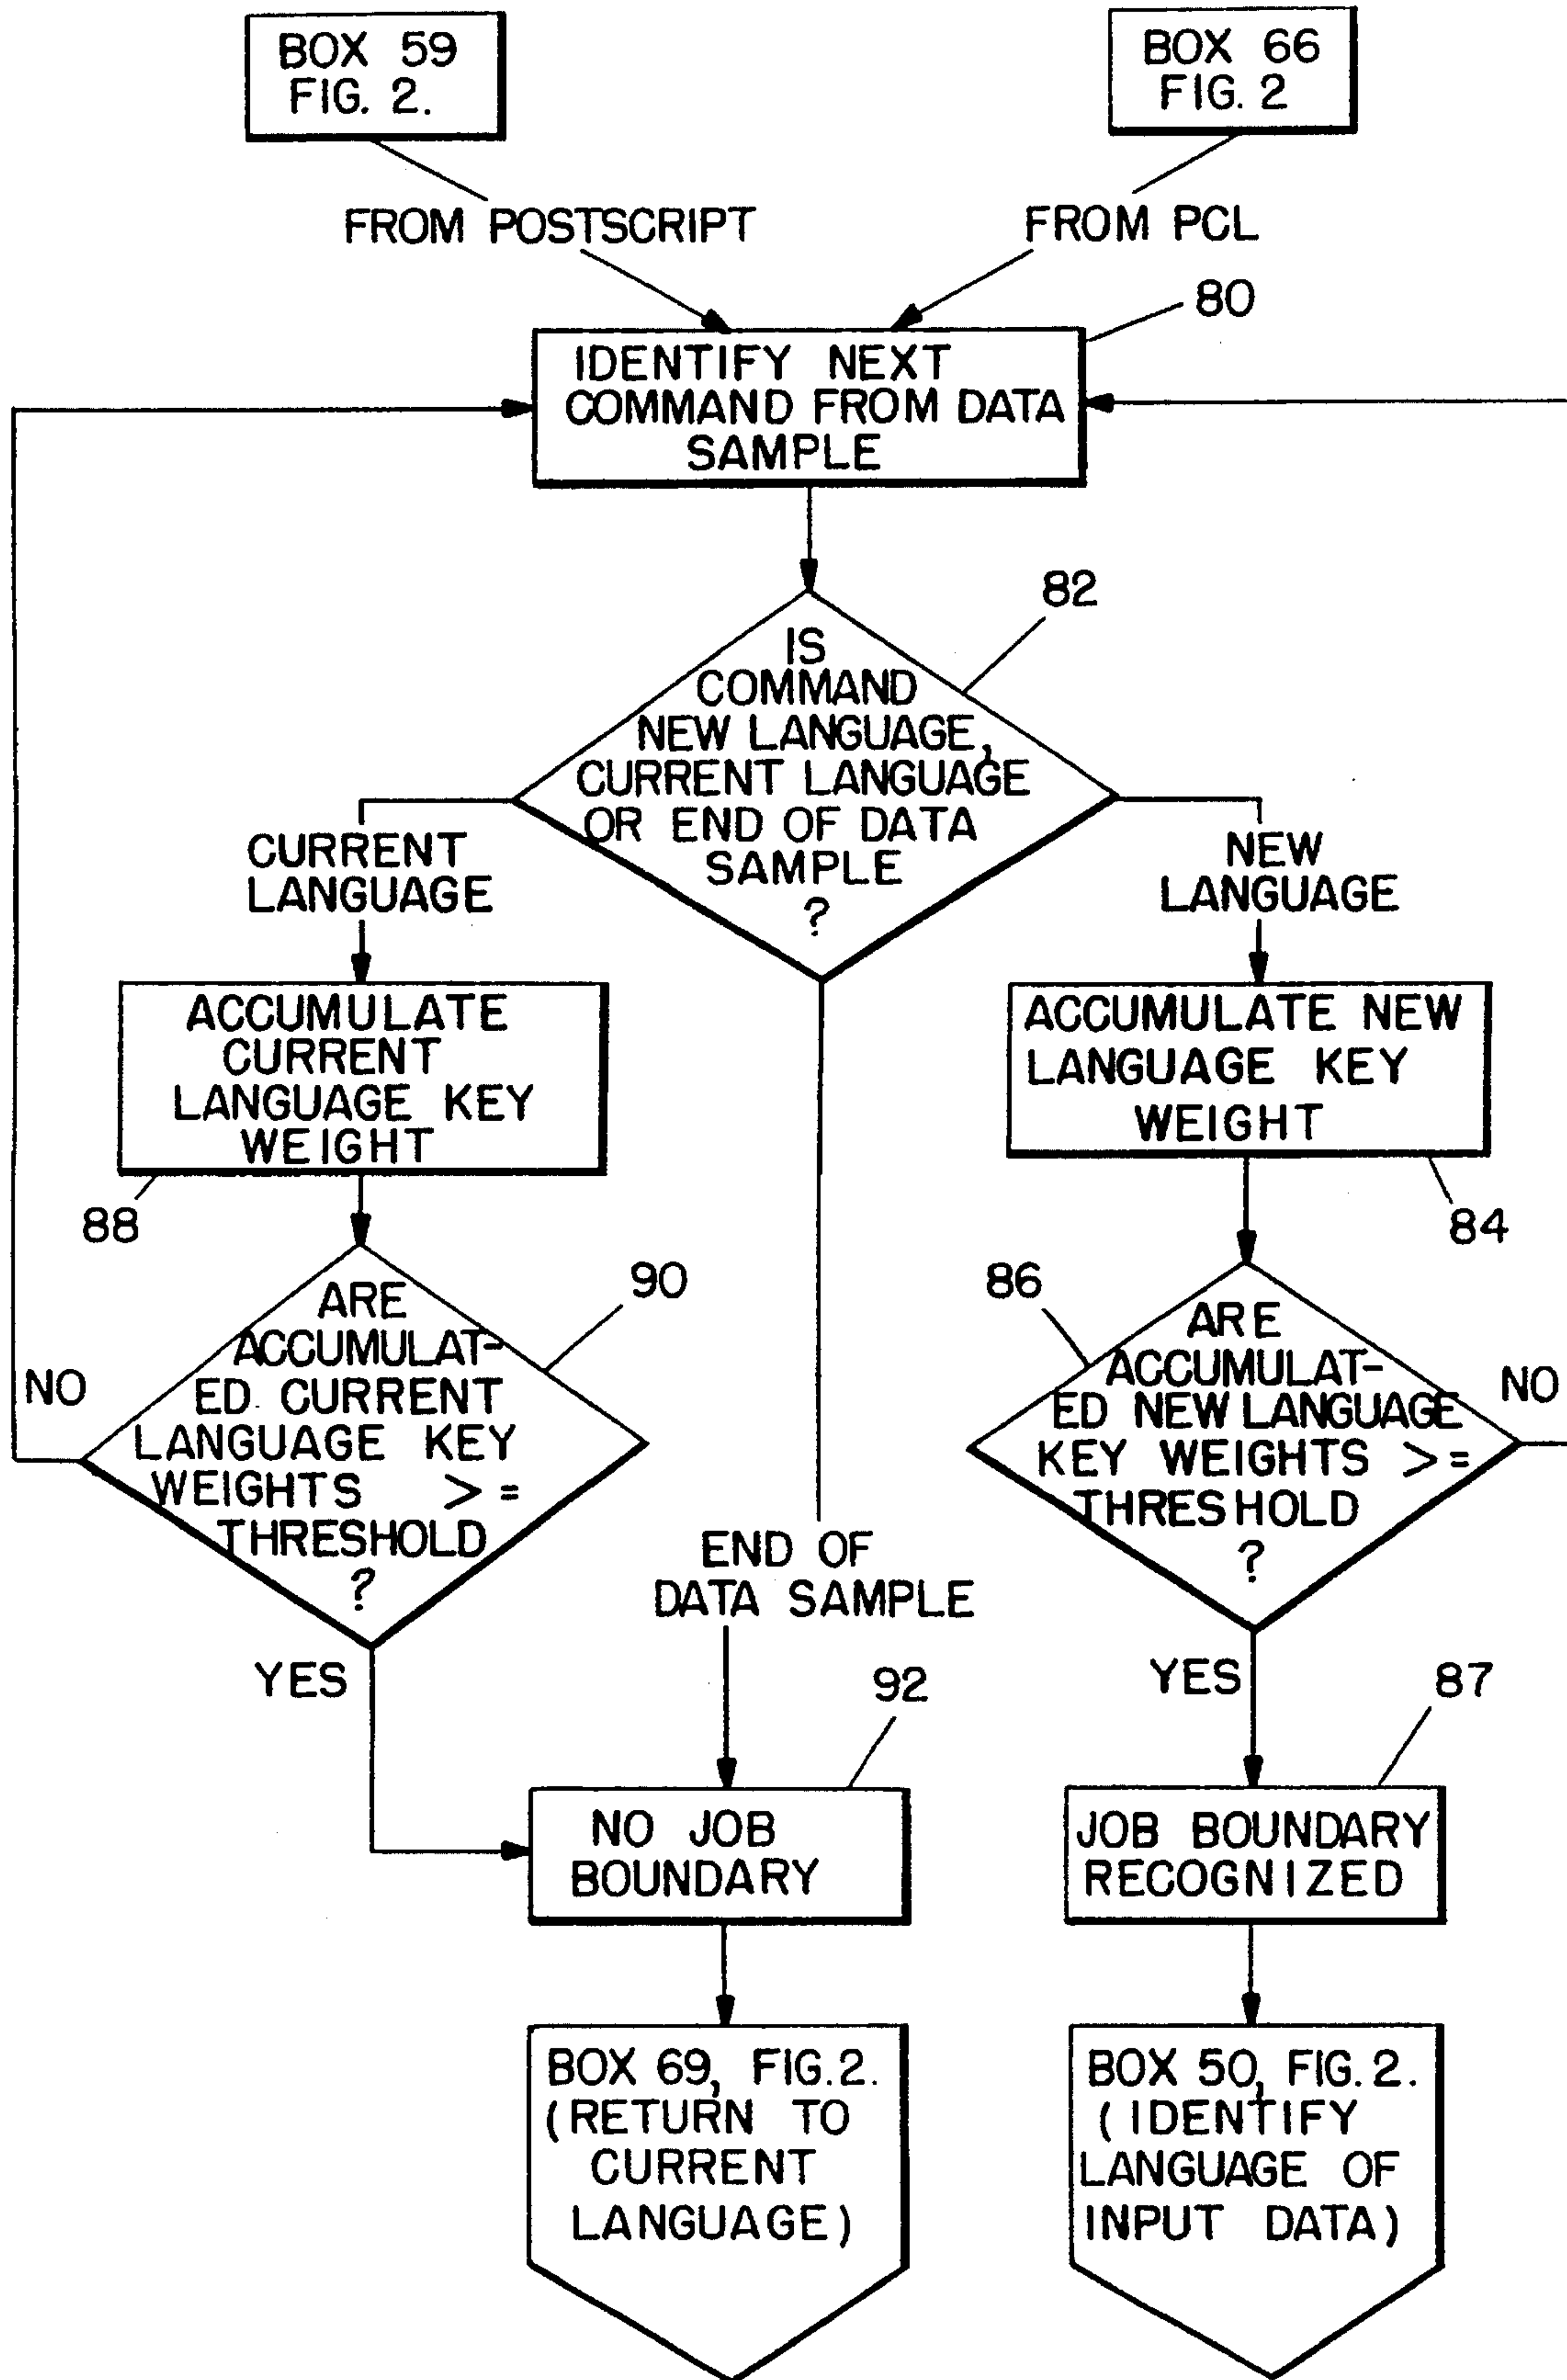 BOX 59
FIG. 2.
BOX 66
FIG. 2
FROM POSTSCRIPT
FROM PCL
80
IDENTIFY NEXT
COMMAND FROM DATA
SAMPLE
82
IS
COMMAND
NEW LANGUAGE,
CURRENT LANGUAGE
OR END OF DATA
SAMPLE
?
CURRENT
LANGUAGE
NEW
LANGUAGE
ACCUMULATE
CURRENT
LANGUAGE KEY
WEIGHT
88
ACCUMULATE NEW
LANGUAGE KEY
WEIGHT
84
90
ARE
ACCUMULAT-
ED CURRENT
LANGUAGE KEY
WEIGHTS >=
THRESHOLD
?
NO
86
ARE
ACCUMULAT-
ED NEW LANGUAGE
KEY WEIGHTS >=
THRESHOLD
?
NO
END OF
DATA SAMPLE
YES
92
YES
87
NO JOB
BOUNDARY
JOB BOUNDARY
RECOGNIZED
BOX 69, FIG.2.
(RETURN TO
CURRENT
LANGUAGE)
BOX 50, FIG. 2.
(IDENTIFY
LANGUAGE OF
INPUT DATA)